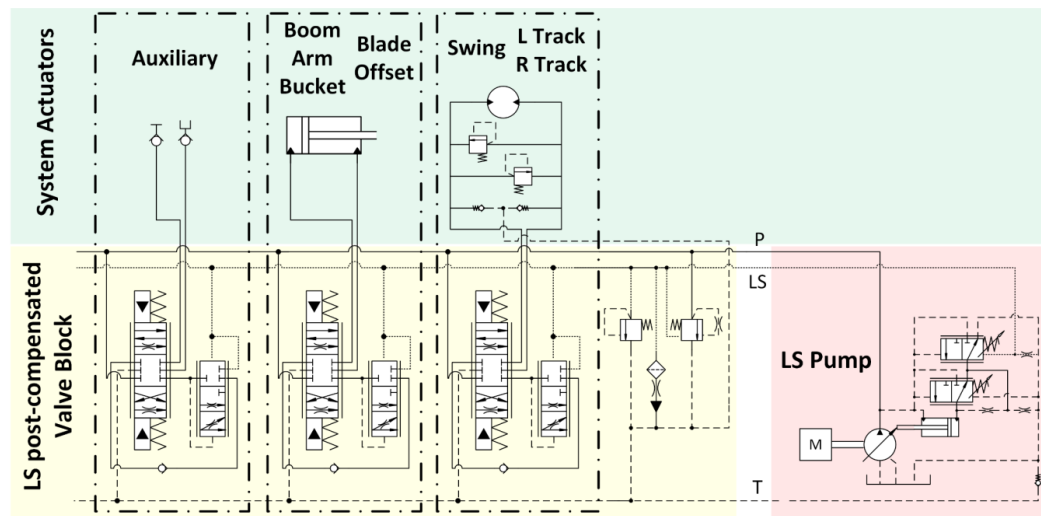 System Actuators
LS post-compensated
Valve Block
Auxiliary
Boom
Arm
Bucket
Blade
Offset
Swing
L Track
R Track
P
LS
T
LS Pump
M